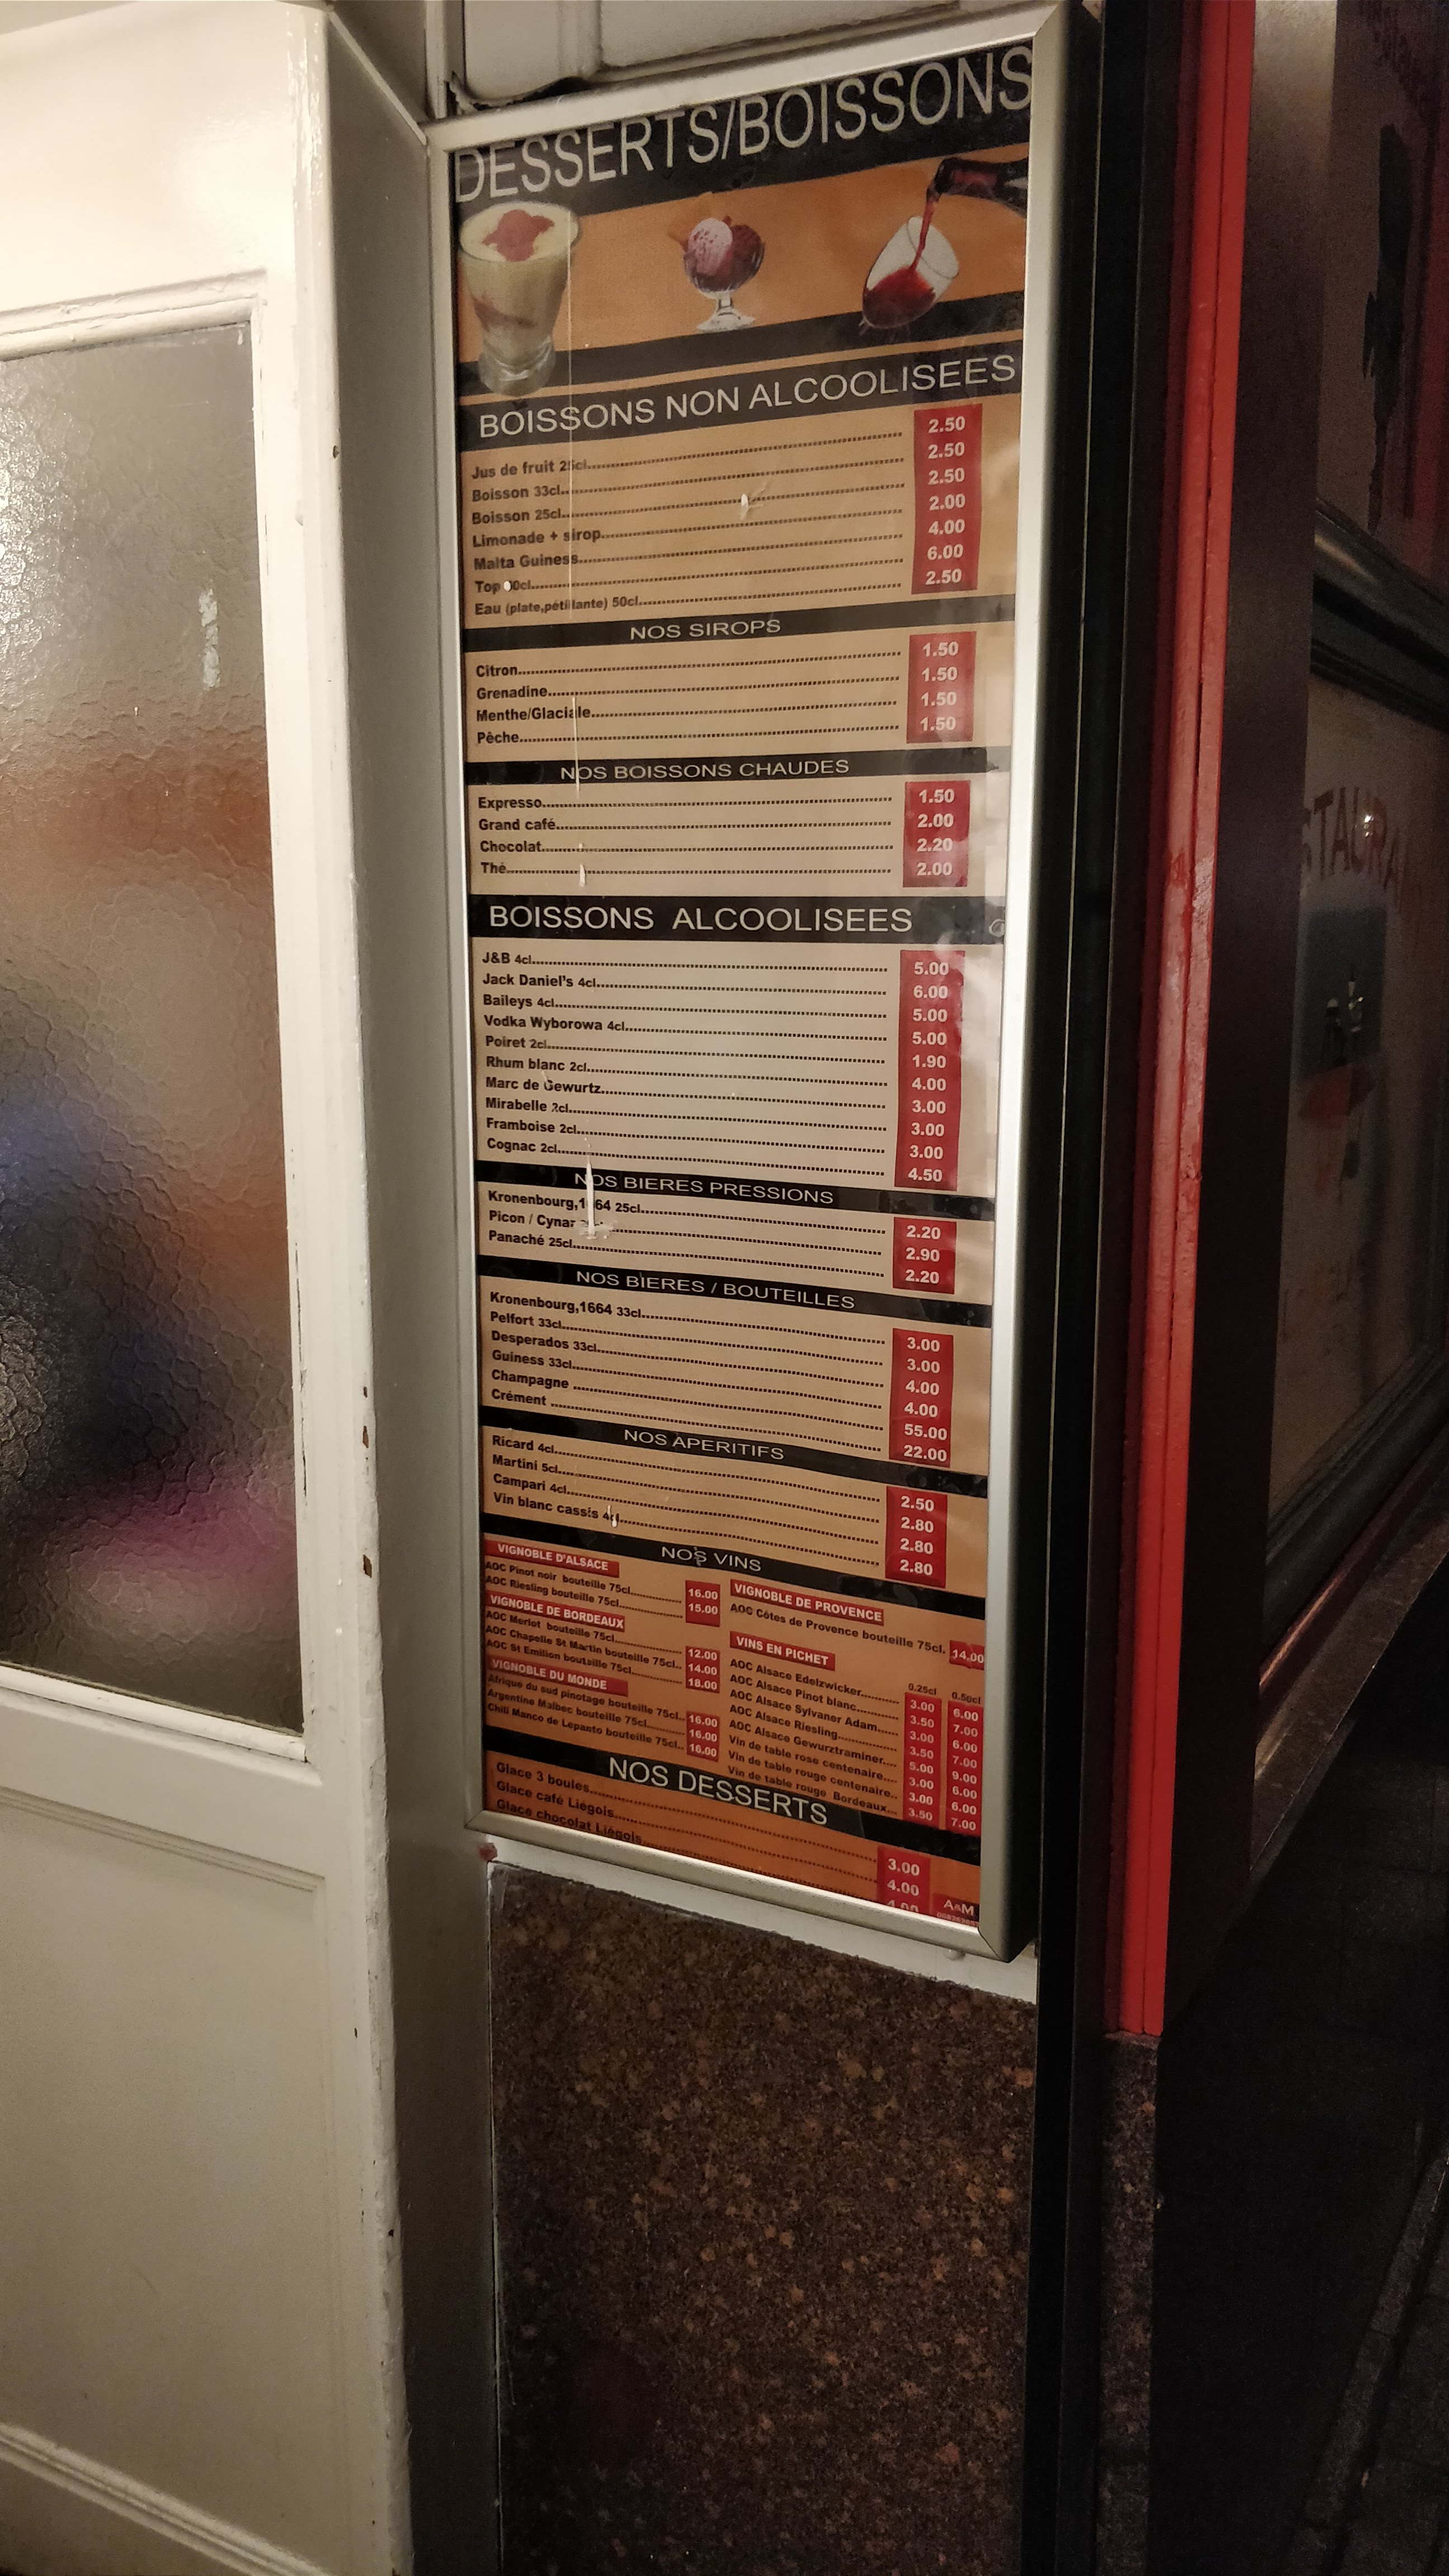 DESSERTS/BOISSONS
BOISSONS NON ALCOOLISEES
Jus de fruit 25cl 2.50
Boisson 33cl 2.50
Boisson 25cl 2.50
Limonade + sirop 2.00
Malta Guiness 4.00
Top 6.00
Eau (plate,pétillante) 50cl 2.50
NOS SIROPS
Citron 1.50
Grenadine 1.50
Menthe/Glaciale 1.50
Pêche 1.50
NOS BOISSONS CHAUDES
Expresso 1.50
Grand café 2.00
Chocolat 2.20
Thé 2.00
BOISSONS ALCOOLISEES
J&B 4cl 5.00
Jack Daniel's 4cl 6.00
Baileys 4cl 5.00
Vodka Wyborowa 4cl 5.00
Poiret 2cl 1.90
Rhum blanc 2cl 4.00
Marc de Gewurtz 3.00
Mirabelle 2cl 3.00
Framboise 2cl 3.00
Cognac 2cl 4.50
NOS BIERES PRESSIONS
Kronenbourg,1664 25cl 2.20
Picon / Cynar 2.90
Panaché 25cl 2.20
NOS BIERES / BOUTEILLES
Kronenbourg,1664 33cl 3.00
Pelfort 33cl 3.00
Desperados 33cl 4.00
Guiness 33cl 4.00
Champagne 55.00
Crément 22.00
NOS APERITIFS
Ricard 4cl 2.50
Martini 5cl 2.80
Campari 4cl 2.80
Vin blanc cassis 4cl 2.80
NOS VINS
VIGNOBLE D'ALSACE
AOC Pinot noir bouteille 75cl 16.00
AOC Riesling bouteille 75cl 15.00
VIGNOBLE DE BORDEAUX
AOC Merlot bouteille 75cl 12.00
AOC Chapelle St Martin bouteille 75cl 14.00
AOC St Emilion bouteille 75cl 18.00
VIGNOBLE DU MONDE
Afrique du sud pinotage bouteille 75cl 16.00
Argentine Malbec bouteille 75cl 16.00
Chili Manco de Lepanto bouteille 75cl 16.00
VIGNOBLE DE PROVENCE
AOC Côtes de Provence bouteille 75cl. 14.00
VINS EN PICHET
0.25cl 0.50cl
AOC Alsace Edelzwicker 3.00 6.00
AOC Alsace Pinot blanc 3.50 7.00
AOC Alsace Sylvaner Adam 3.00 6.00
AOC Alsace Riesling 3.50 7.00
AOC Alsace Gewurztraminer 5.00 9.00
Vin de table rose centenaire 3.00 6.00
Vin de table rouge centenaire 3.00 6.00
Vin de table rouge Bordeaux 3.50 7.00
NOS DESSERTS
Glace 3 boules 3.00
Glace café Liégois 4.00
Glace chocolat Liégois 4.00
A&M